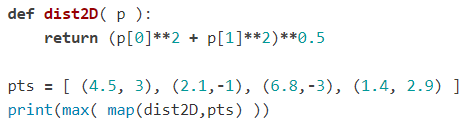 def dist2D( p ):
    return (p[0]**2 + p[1]**2)**0.5

pts = [ (4.5, 3), (2.1,-1), (6.8,-3), (1.4, 2.9) ]
print(max( map(dist2D,pts) ))